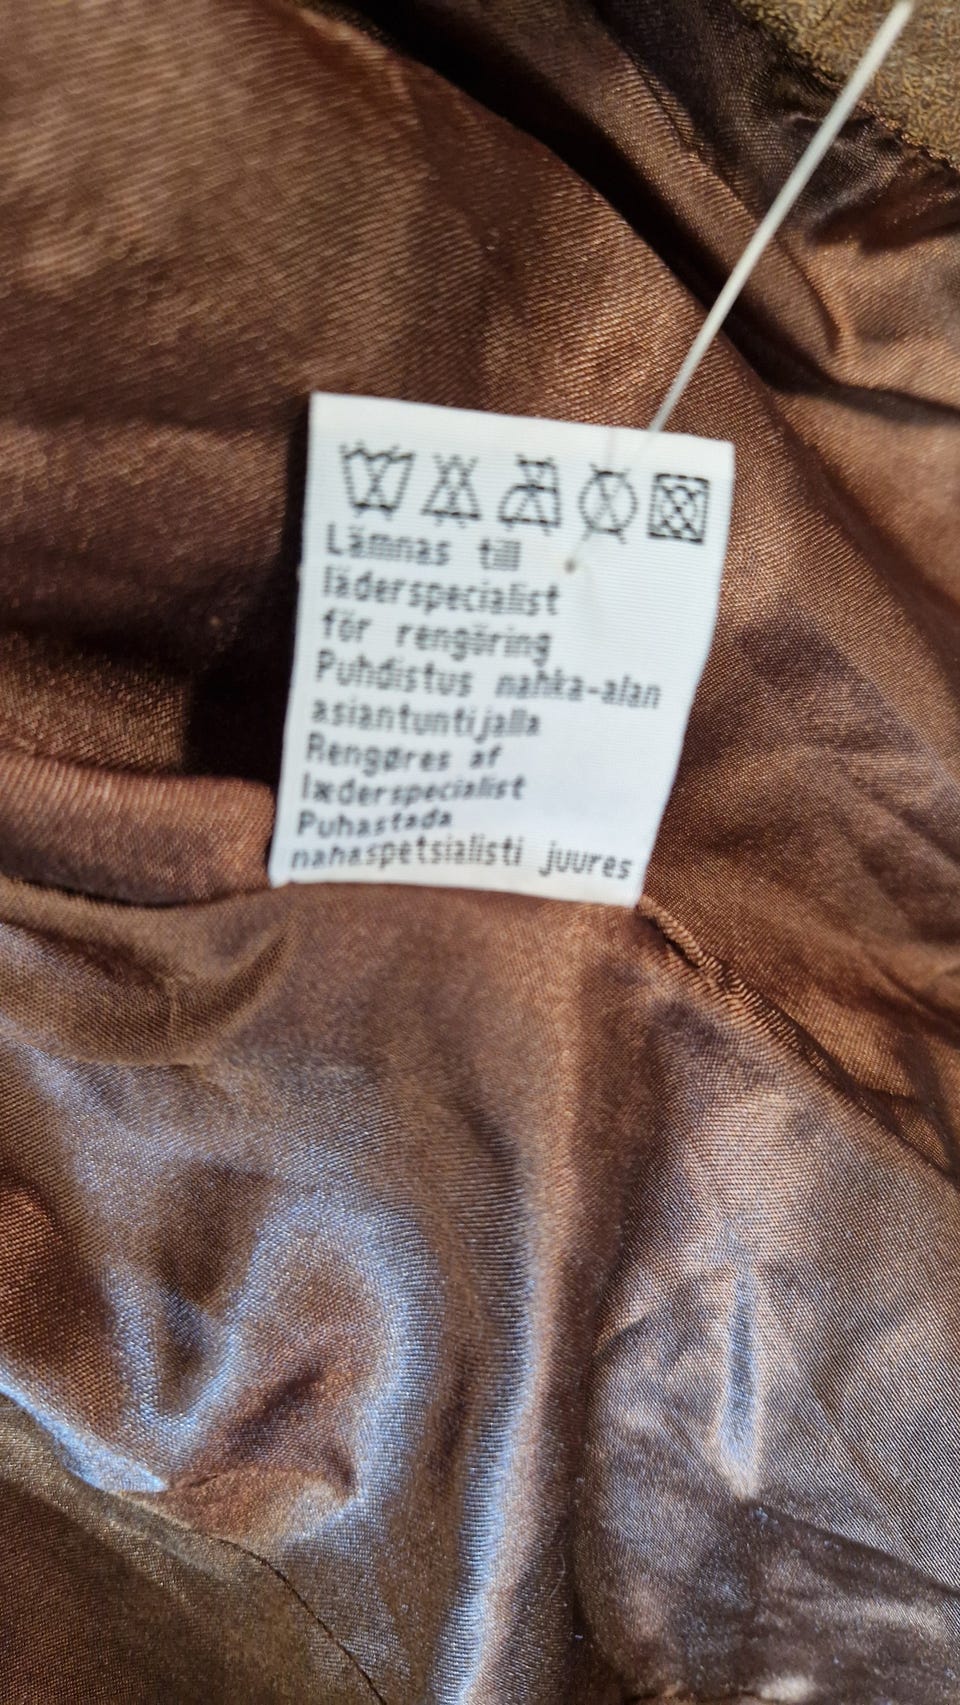 Lämnas till
läderspecialist
för rengöring
Puhdistus nahka-alan
asiantuntijalla
Rengøres af
læderspecialist
Puhastada
nahaspetsialisti juures